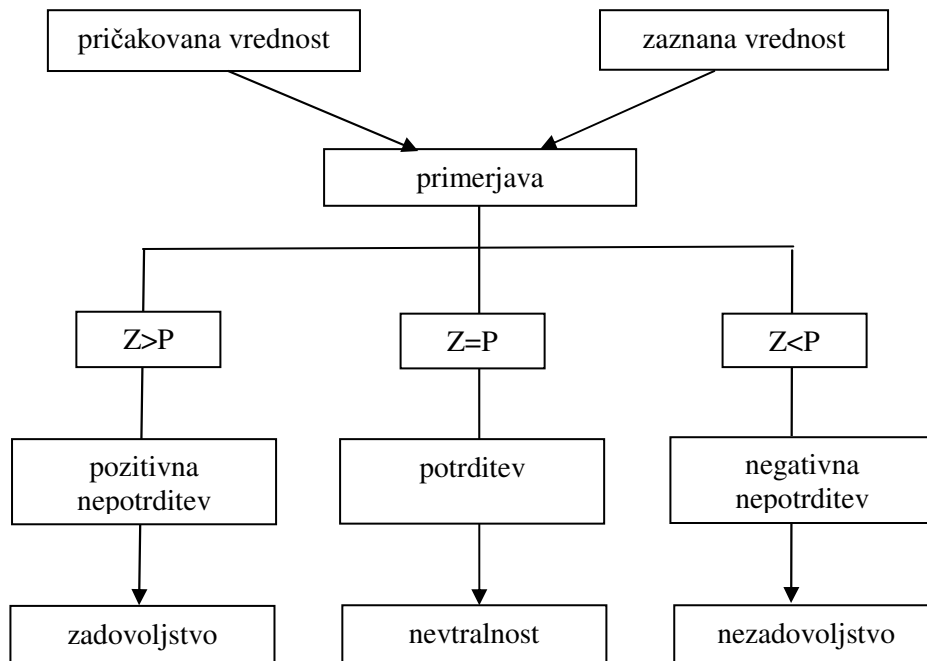 pričakovana vrednost
zaznana vrednost
primerjava
Z>P
Z=P
Z<P
pozitivna
nepotrditev
potrditev
negativna
nepotrditev
zadovoljstvo
nevtralnost
nezadovoljstvo